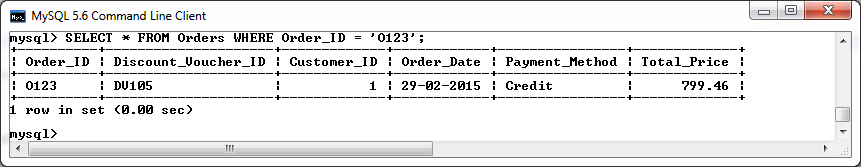 MySQL 5.6 Command Line Client
mysql> SELECT * FROM Orders WHERE Order_ID = 'O123';
+----------+---------------------+-------------+------------+----------------+-------------+
| Order_ID | Discount_Voucher_ID | Customer_ID | Order_Date | Payment_Method | Total_Price |
+----------+---------------------+-------------+------------+----------------+-------------+
| O123     | DV105               |           1 | 29-02-2015 | Credit         |      799.46 |
+----------+---------------------+-------------+------------+----------------+-------------+
1 row in set (0.00 sec)
mysql>